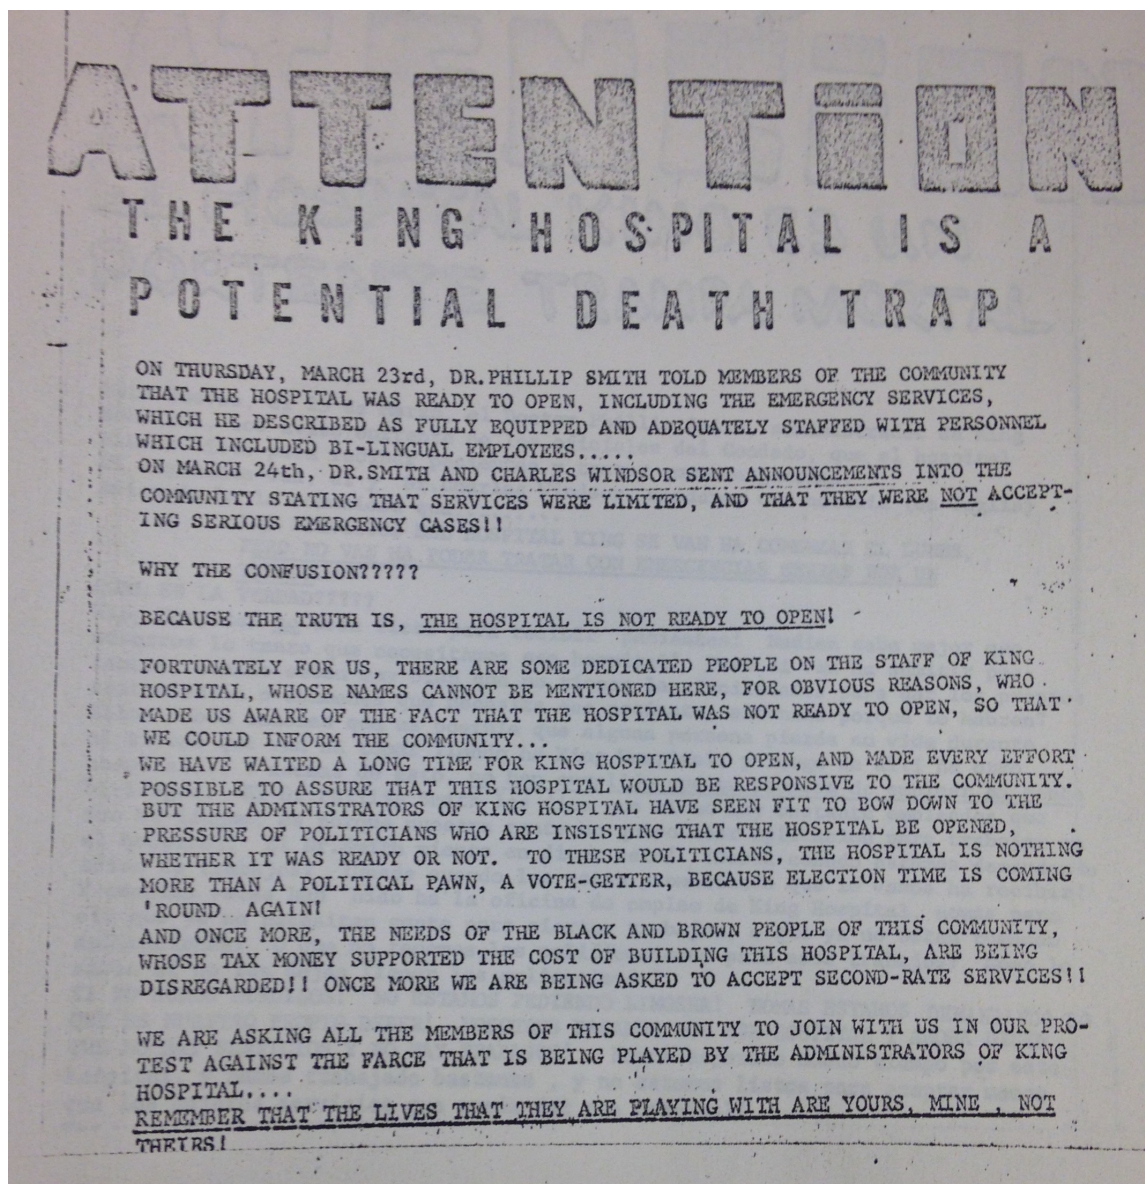 ATTENTiON
THE KING HOSPITAL IS A
POTENTIAL DEATH TRAP
ON THURSDAY, MARCH 23rd, DR.PHILLIP SMITH TOLD MEMBERS OF THE COMMUNITY
THAT THE HOSPITAL WAS READY TO OPEN, INCLUDING THE EMERGENCY SERVICES,
WHICH HE DESCRIBED AS FULLY EQUIPPED AND ADEQUATELY STAFFED WITH PERSONNEL
WHICH INCLUDED BI-LINGUAL EMPLOYEES.....
ON MARCH 24th, DR.SMITH AND CHARLES WINDSOR SENT ANNOUNCEMENTS INTO THE
COMMUNITY STATING THAT SERVICES WERE LIMITED, AND THAT THEY WERE NOT ACCEPT-
ING SERIOUS EMERGENCY CASES!!
WHY THE CONFUSION?????
BECAUSE THE TRUTH IS, THE HOSPITAL IS NOT READY TO OPEN!
FORTUNATELY FOR US, THERE ARE SOME DEDICATED PEOPLE ON THE STAFF OF KING
HOSPITAL, WHOSE NAMES CANNOT BE MENTIONED HERE, FOR OBVIOUS REASONS, WHO
MADE US AWARE OF THE FACT THAT THE HOSPITAL WAS NOT READY TO OPEN, SO THAT
WE COULD INFORM THE COMMUNITY...
WE HAVE WAITED A LONG TIME FOR KING HOSPITAL TO OPEN, AND MADE EVERY EFFORT
POSSIBLE TO ASSURE THAT THIS HOSPITAL WOULD BE RESPONSIVE TO THE COMMUNITY.
BUT THE ADMINISTRATORS OF KING HOSPITAL HAVE SEEN FIT TO BOW DOWN TO THE
PRESSURE OF POLITICIANS WHO ARE INSISTING THAT THE HOSPITAL BE OPENED,
WHETHER IT WAS READY OR NOT. TO THESE POLITICIANS, THE HOSPITAL IS NOTHING
MORE THAN A POLITICAL PAWN, A VOTE-GETTER, BECAUSE ELECTION TIME IS COMING
'ROUND AGAIN!
AND ONCE MORE, THE NEEDS OF THE BLACK AND BROWN PEOPLE OF THIS COMMUNITY,
WHOSE TAX MONEY SUPPORTED THE COST OF BUILDING THIS HOSPITAL, ARE BEING
DISREGARDED!! ONCE MORE WE ARE BEING ASKED TO ACCEPT SECOND-RATE SERVICES!!
WE ARE ASKING ALL THE MEMBERS OF THIS COMMUNITY TO JOIN WITH US IN OUR PRO-
TEST AGAINST THE FARCE THAT IS BEING PLAYED BY THE ADMINISTRATORS OF KING
HOSPITAL....
REMEMBER THAT THE LIVES THAT THEY ARE PLAYING WITH ARE YOURS, MINE , NOT
THEIRS!